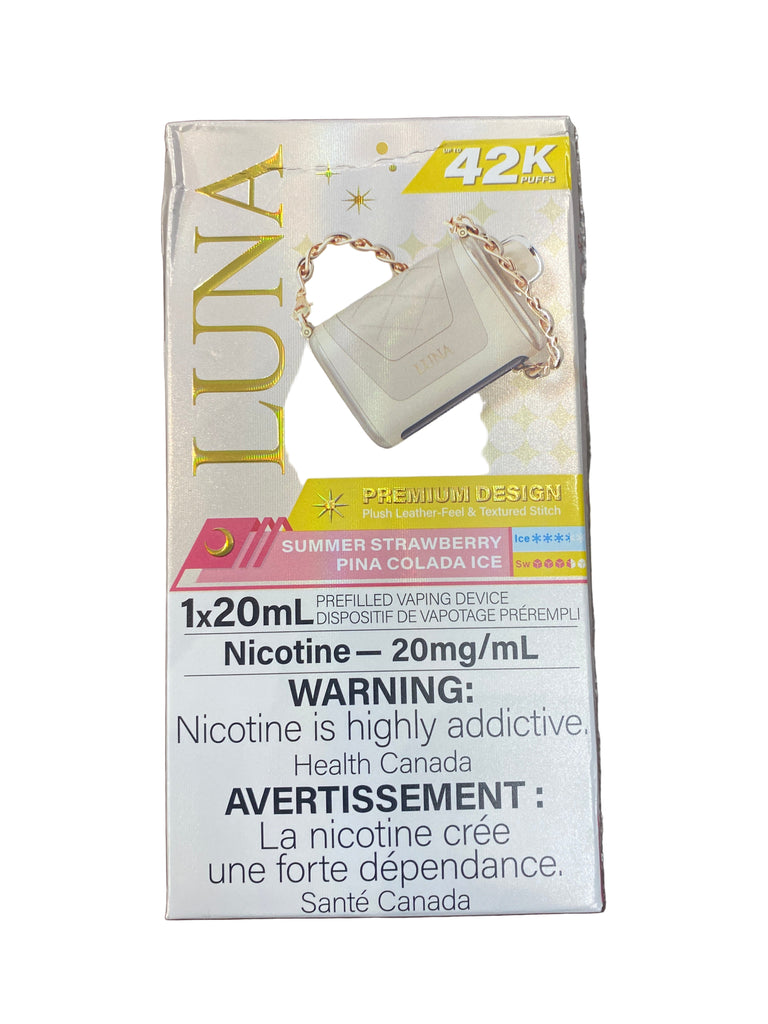 LUNA
UP TO
42K
PUFFS
LUNA
PREMIUM DESIGN
Plush Leather-Feel & Textured Stitch
SUMMER STRAWBERRY
PINA COLADA ICE
Ice
Sw
1x20mL PREFILLED VAPING DEVICE
DISPOSITIF DE VAPOTAGE PRÉREMPLI
Nicotine — 20mg/mL
WARNING:
Nicotine is highly addictive.
Health Canada
AVERTISSEMENT :
La nicotine crée
une forte dépendance.
Santé Canada